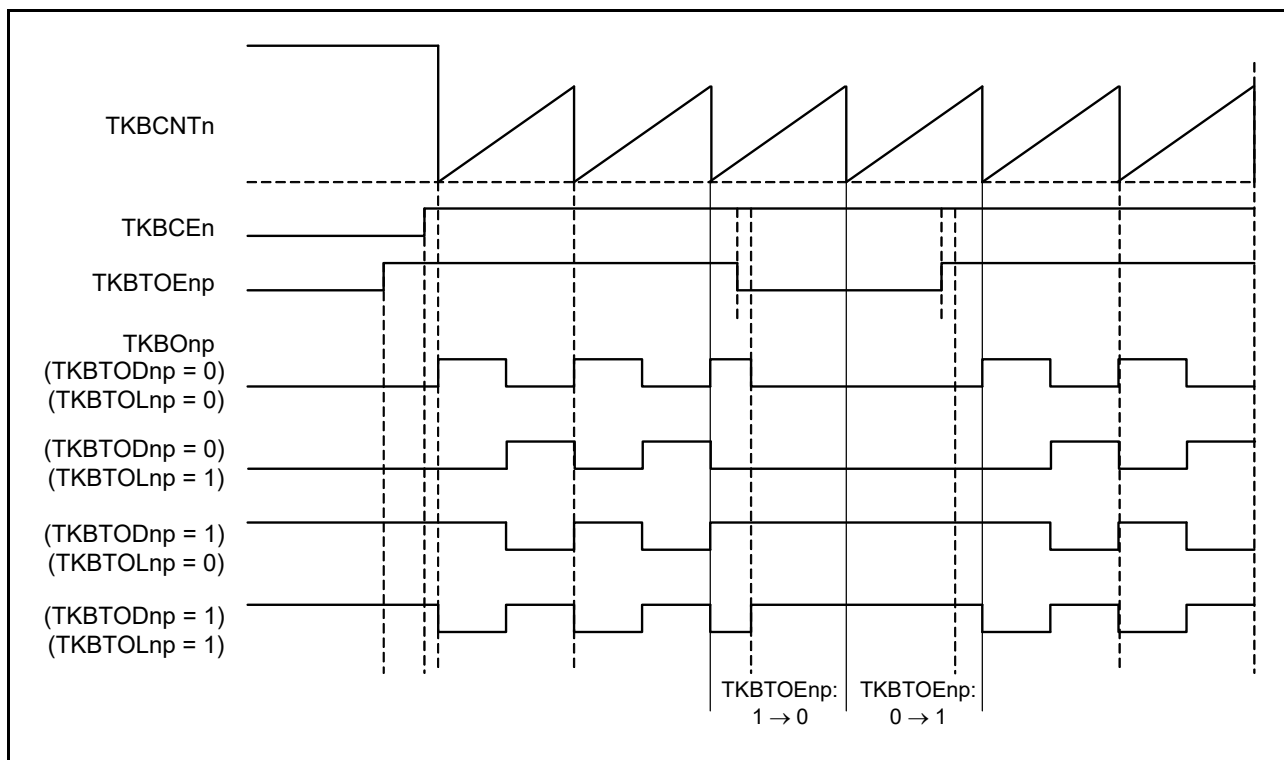 TKBCNTn
TKBCEn
TKBTOEnp
TKBOnp
(TKBTODnp = 0)
(TKBTOLnp = 0)
(TKBTODnp = 0)
(TKBTOLnp = 1)
(TKBTODnp = 1)
(TKBTOLnp = 0)
(TKBTODnp = 1)
(TKBTOLnp = 1)
TKBTOEnp:
1 → 0
TKBTOEnp:
0 → 1